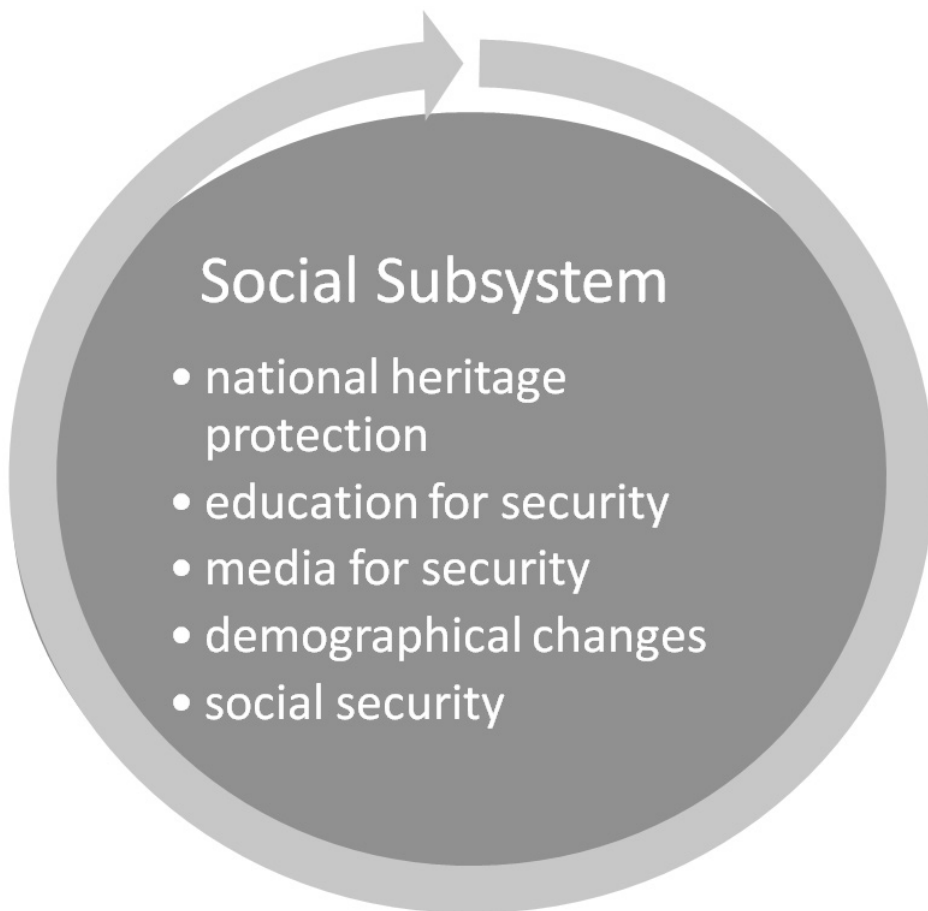 Social Subsystem
• national heritage
protection
• education for security
• media for security
• demographical changes
• social security